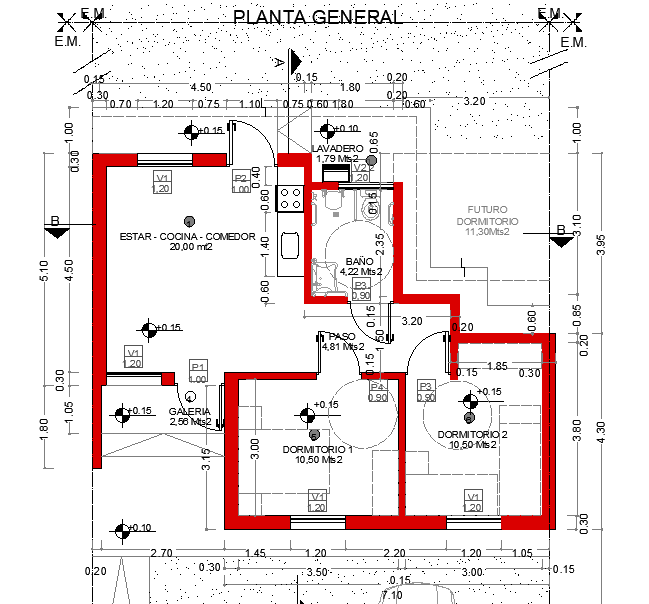 PLANTA GENERAL
E.M.
E.M.
E.M.
E.M.
A
0.15
0.15
0.20
4.50
1.80
0.30
0.20
3.20
0.70
1.20
0.75
1.10
0.75
0.60
1.80
0.60
1.00
0.30
+0.15
+0.10
0.65
1.00
LAVADERO
1,79 Mts2
V1
1,20
P2
1.00
0.40
V2
1,20
0.60
0.15
FUTURO
DORMITORIO
11,30Mts2
3.10
B
B
ESTAR - COCINA - COMEDOR
20,00 mt2
1.40
2.35
3.95
5.10
4.50
BAÑO
4,22 Mts2
P3
0,90
0.60
0.15
3.20
0.20
0.60
0.85
+0.15
PASO
4,81 Mts2
1.50
0.20
V1
1.20
P1
1.00
0.15
1.85
0.15
0.30
0.30
P4
0.90
P3
0,90
4
GALERIA
2,56 Mts2
+0.15
+0.15
+0.15
1.05
1.80
3.00
3.15
DORMITORIO 1
10,50 Mts2
DORMITORIO 2
10,50 Mts2
3.80
4.30
V1
1,20
V1
1,20
+0.10
0.30
2.70
1.45
1.20
2.20
1.20
1.05
0.20
0.30
3.50
3.00
0.15
7.15
7.10